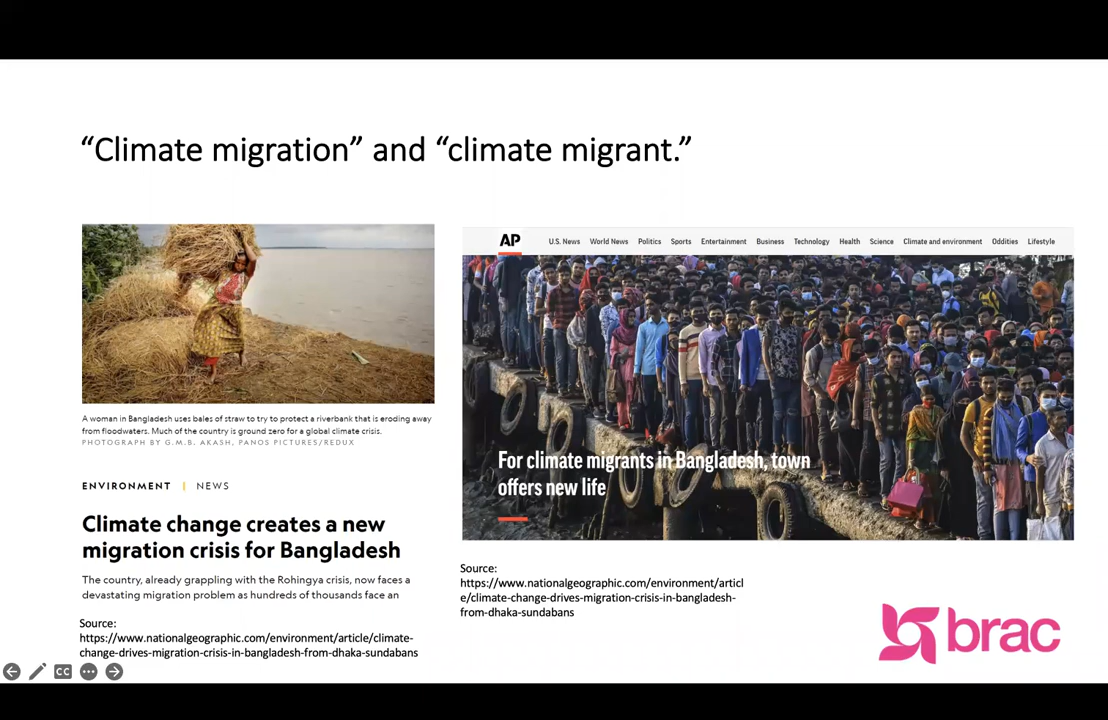 “Climate migration” and “climate migrant.”
A woman in Bangladesh uses bales of straw to try to protect a riverbank that is eroding away
from floodwaters. Much of the country is ground zero for a global climate crisis.
PHOTOGRAPH BY G.M.B. AKASH, PANOS PICTURES/REDUX
ENVIRONMENT | NEWS
Climate change creates a new
migration crisis for Bangladesh
The country, already grappling with the Rohingya crisis, now faces a
devastating migration problem as hundreds of thousands face an
Source:
https://www.nationalgeographic.com/environment/article/climate-
change-drives-migration-crisis-in-bangladesh-from-dhaka-sundabans
AP U.S. News World News Politics Sports Entertainment Business Technology Health Science Climate and environment Oddities Lifestyle
For climate migrants in Bangladesh, town
offers new life
Source:
https://www.nationalgeographic.com/environment/articl
e/climate-change-drives-migration-crisis-in-bangladesh-
from-dhaka-sundabans
brac
CC